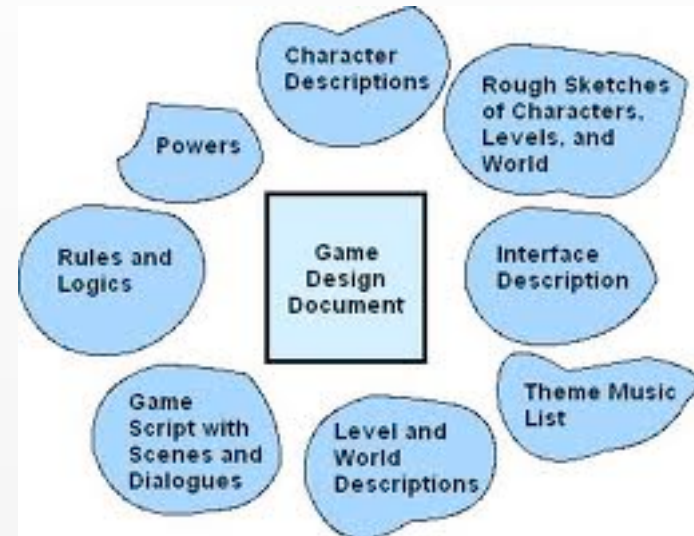 Character
Descriptions
Rough Sketches
of Characters,
Levels, and
World
Powers
Rules and
Logics
Game
Design
Document
Interface
Description
Theme Music
List
Game
Script with
Scenes and
Dialogues
Level and
World
Descriptions